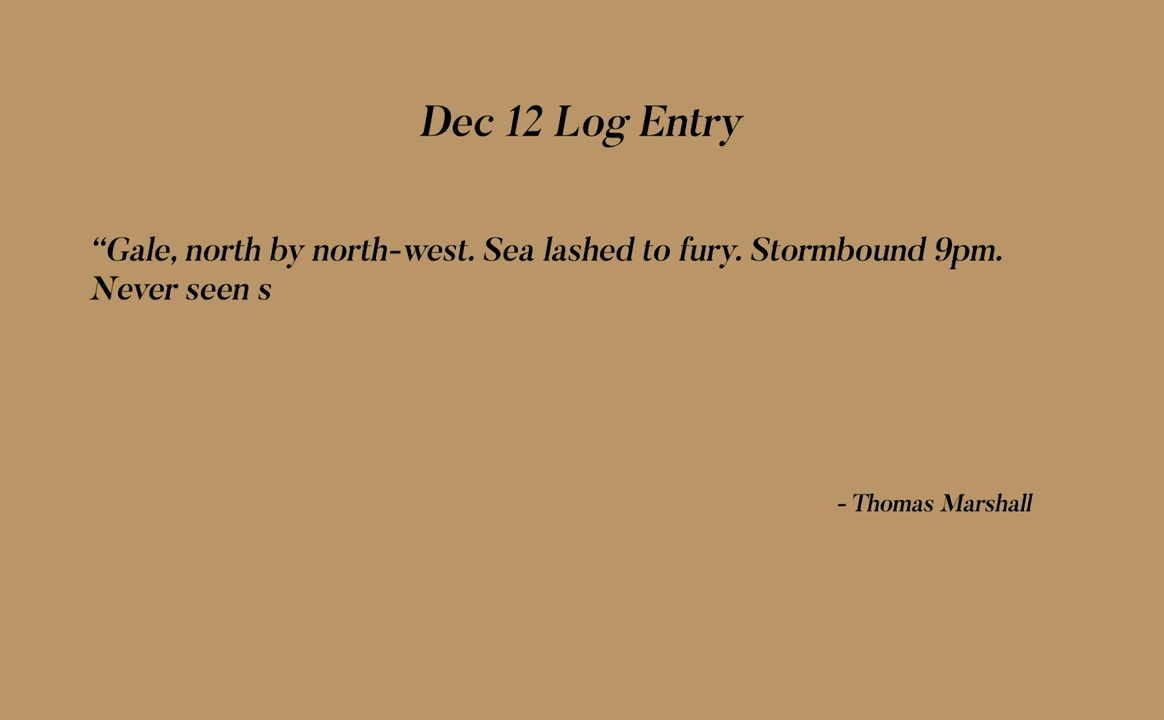 Dec 12 Log Entry
“Gale, north by north-west. Sea lashed to fury. Stormbound 9pm.
Never seen s
- Thomas Marshall